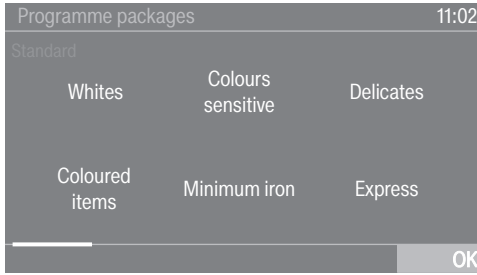 Programme packages 11:02
Standard
Whites
Colours
sensitive
Delicates
Coloured
items
Minimum iron
Express
OK